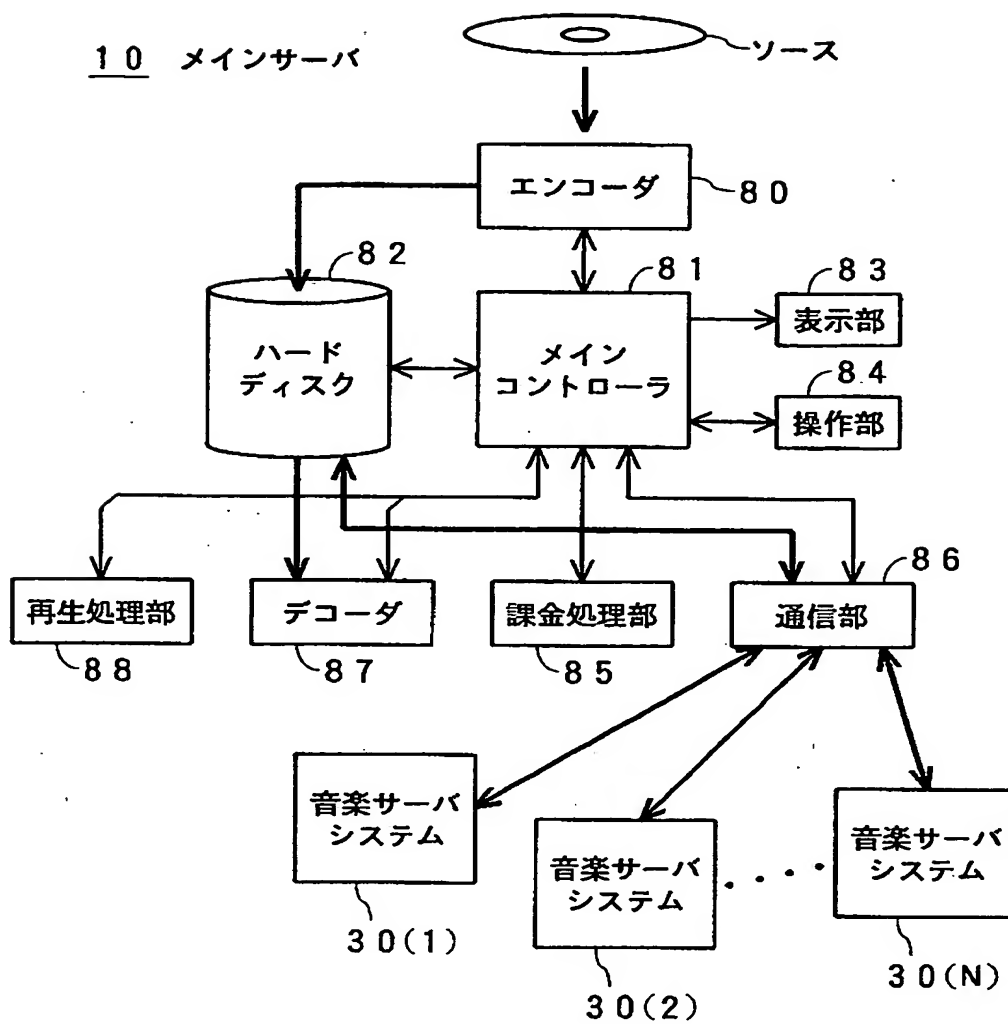 ソース
10 メインサーバ
エンコーダ
80
82
81
83
表示部
ハード
ディスク
メイン
コントローラ
84
操作部
86
再生処理部
デコーダ
課金処理部
通信部
88
87
85
音楽サーバ
システム
音楽サーバ
システム
音楽サーバ
システム
30(1)
30(2)
30(N)